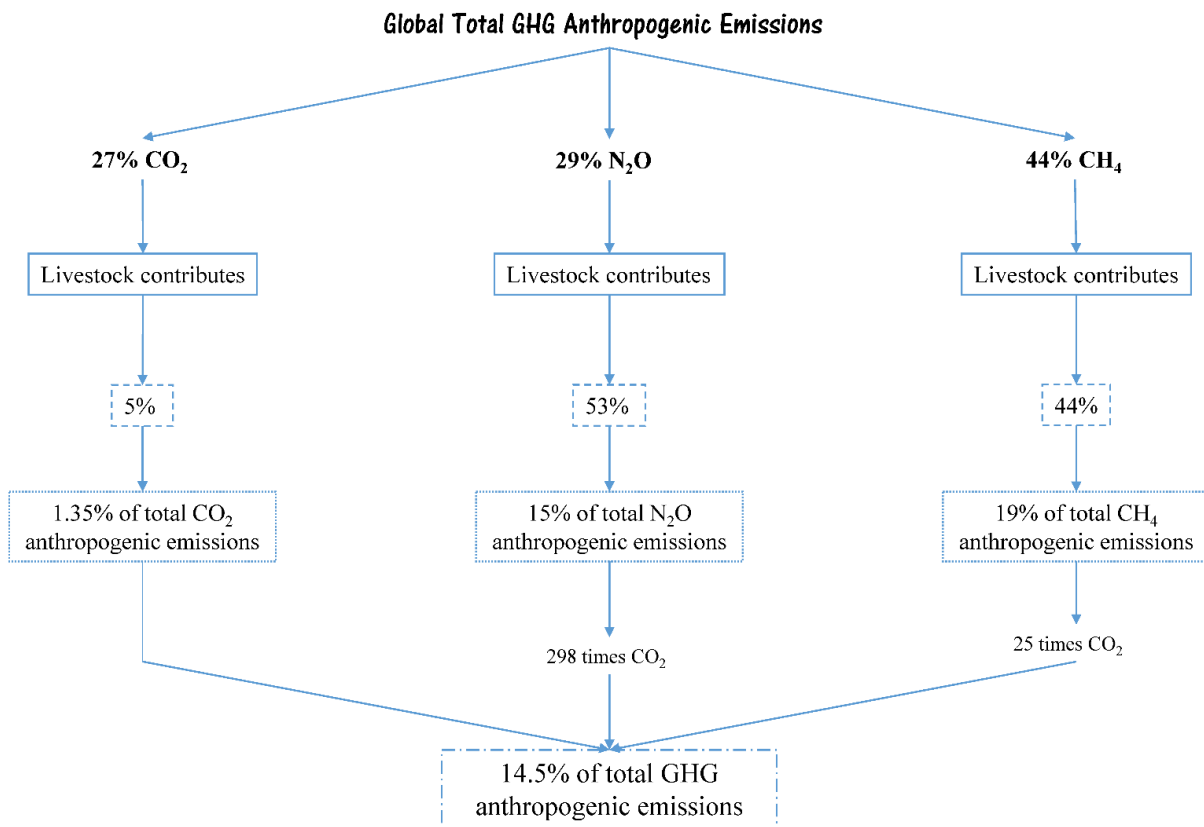 Global Total GHG Anthropogenic Emissions
27% CO₂
29% N₂O
44% CH₄
Livestock contributes
Livestock contributes
Livestock contributes
5%
53%
44%
1.35% of total CO₂
anthropogenic emissions
15% of total N₂O
anthropogenic emissions
19% of total CH₄
anthropogenic emissions
298 times CO₂
25 times CO₂
14.5% of total GHG
anthropogenic emissions